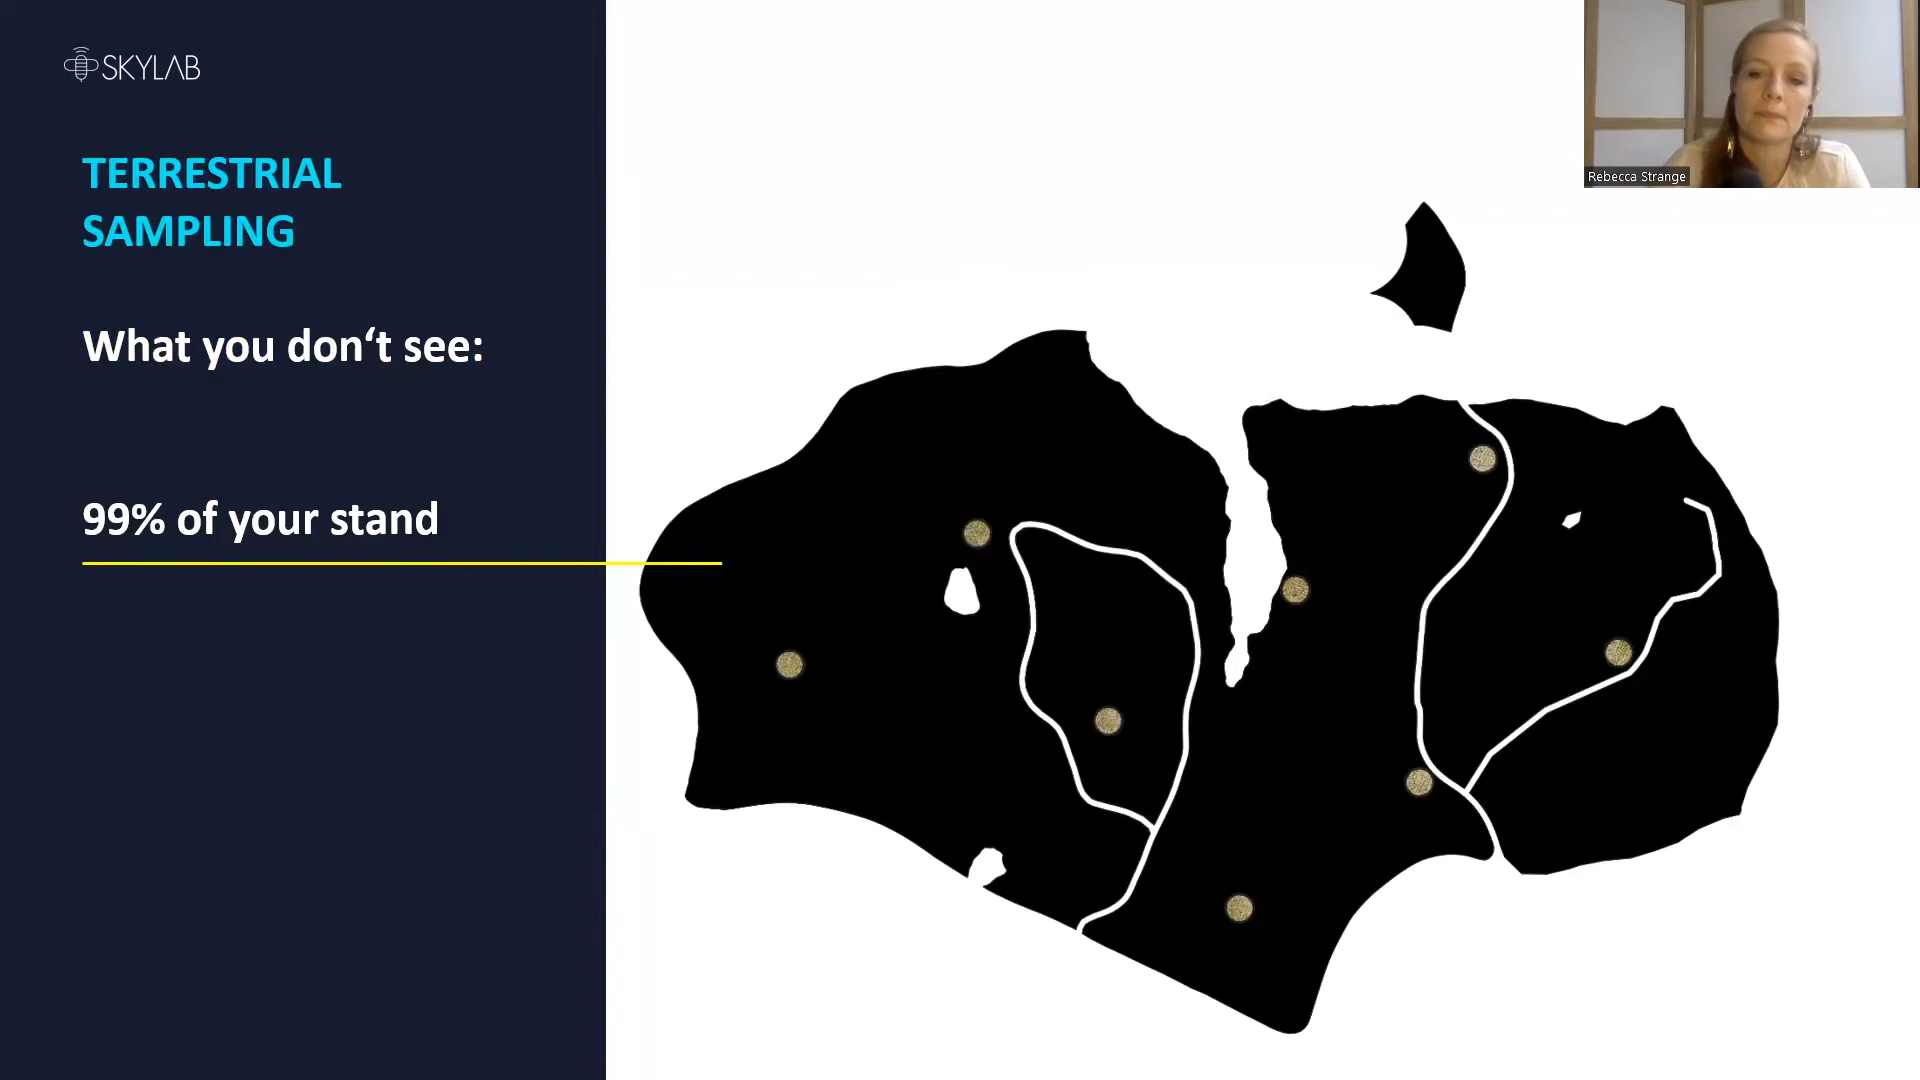 SKYLAB
TERRESTRIAL
SAMPLING
What you don‘t see:
99% of your stand
Rebecca Strange